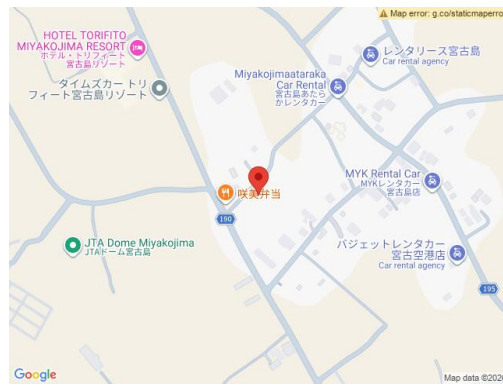 Map error: g.co/staticmaperro
HOTEL TORIFITO
MIYAKOJIMA RESORT
ホテル・トリフィート
宮古島リゾート
レンタリース宮古島
Car rental agency
Miyakojimaataraka
Car Rental
宮古島あたら
かレンタカー
タイムズカー トリ
フィート宮古島リゾート
MYK Rental Car
MYKレンタカー
宮古島店
咲美弁当
190
JTA Dome Miyakojima
JTAドーム宮古島
バジェットレンタカー
宮古空港店
Car rental agency
195
Google
Map data ©202